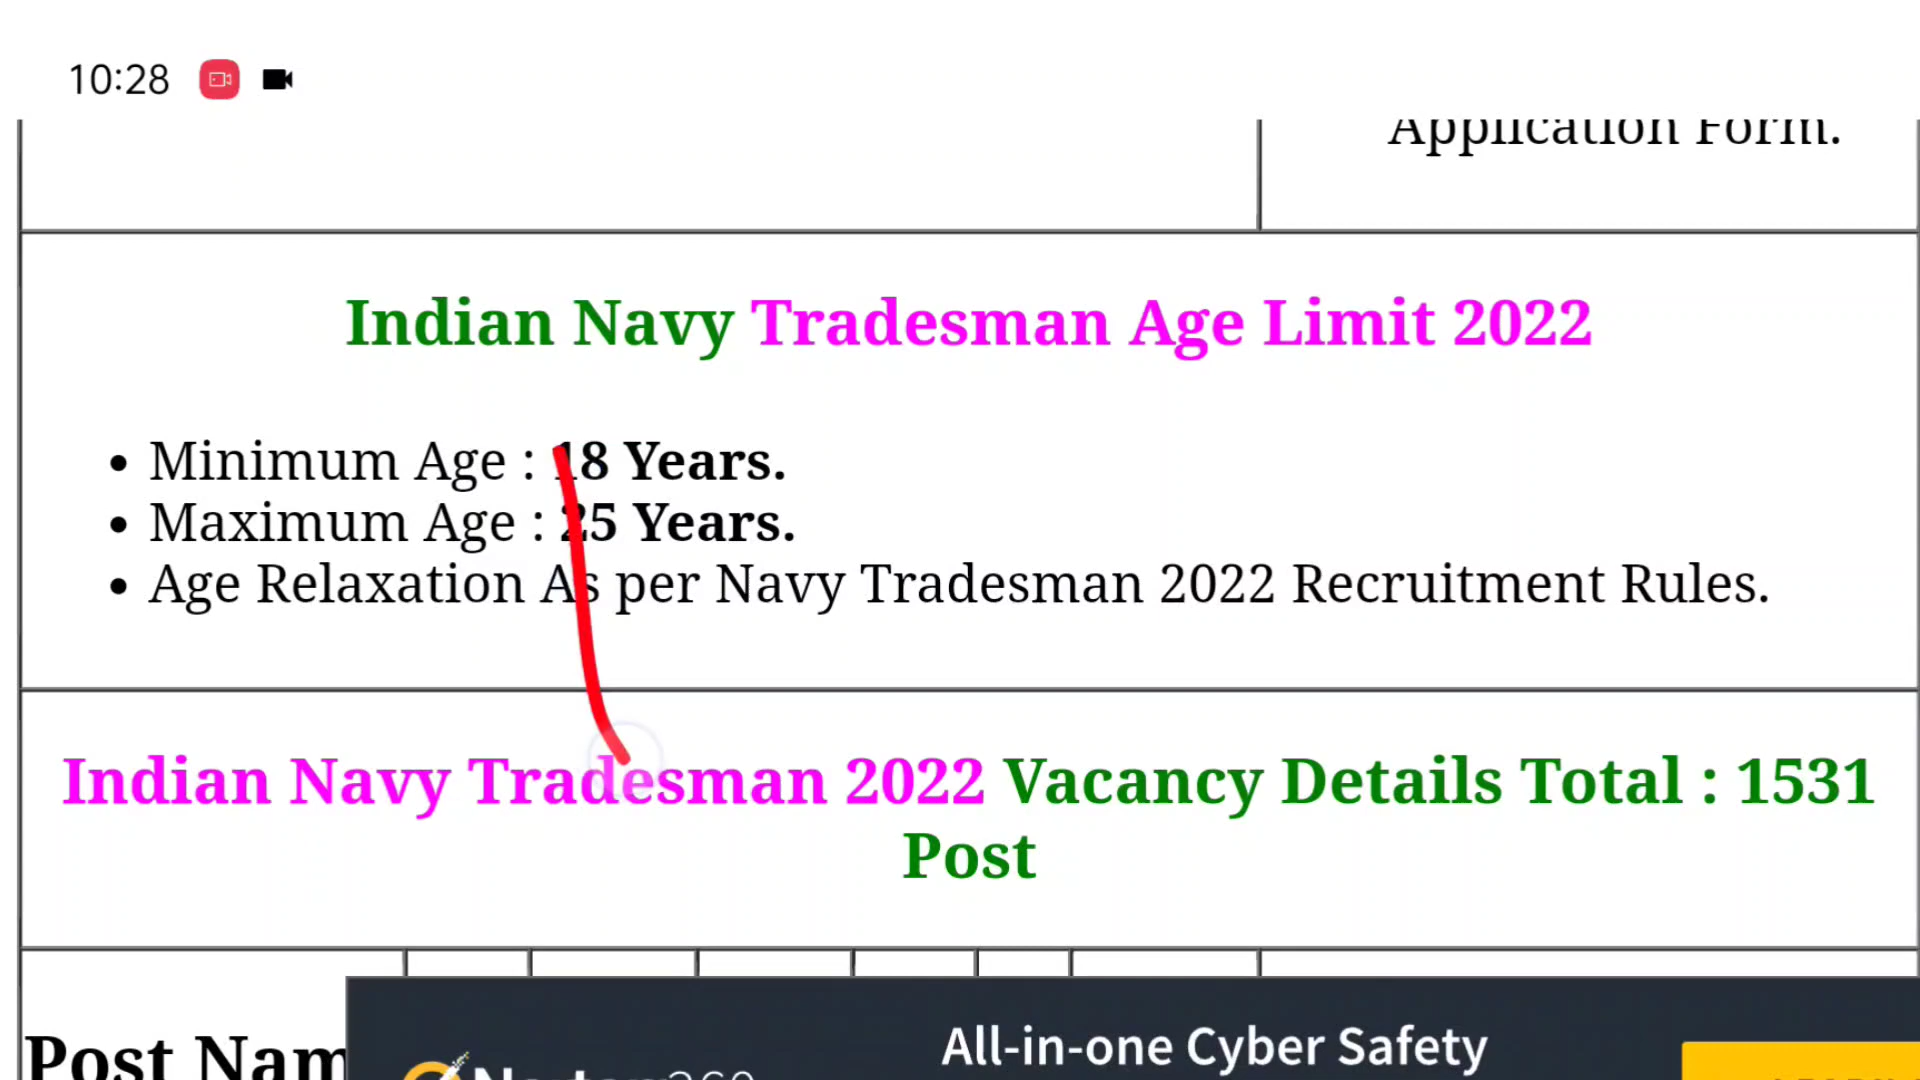 10:28
Application Form.
Indian Navy Tradesman Age Limit 2022
• Minimum Age : 18 Years.
• Maximum Age : 25 Years.
• Age Relaxation As per Navy Tradesman 2022 Recruitment Rules.
Indian Navy Tradesman 2022 Vacancy Details Total : 1531
Post
Post Nam
All-in-one Cyber Safety